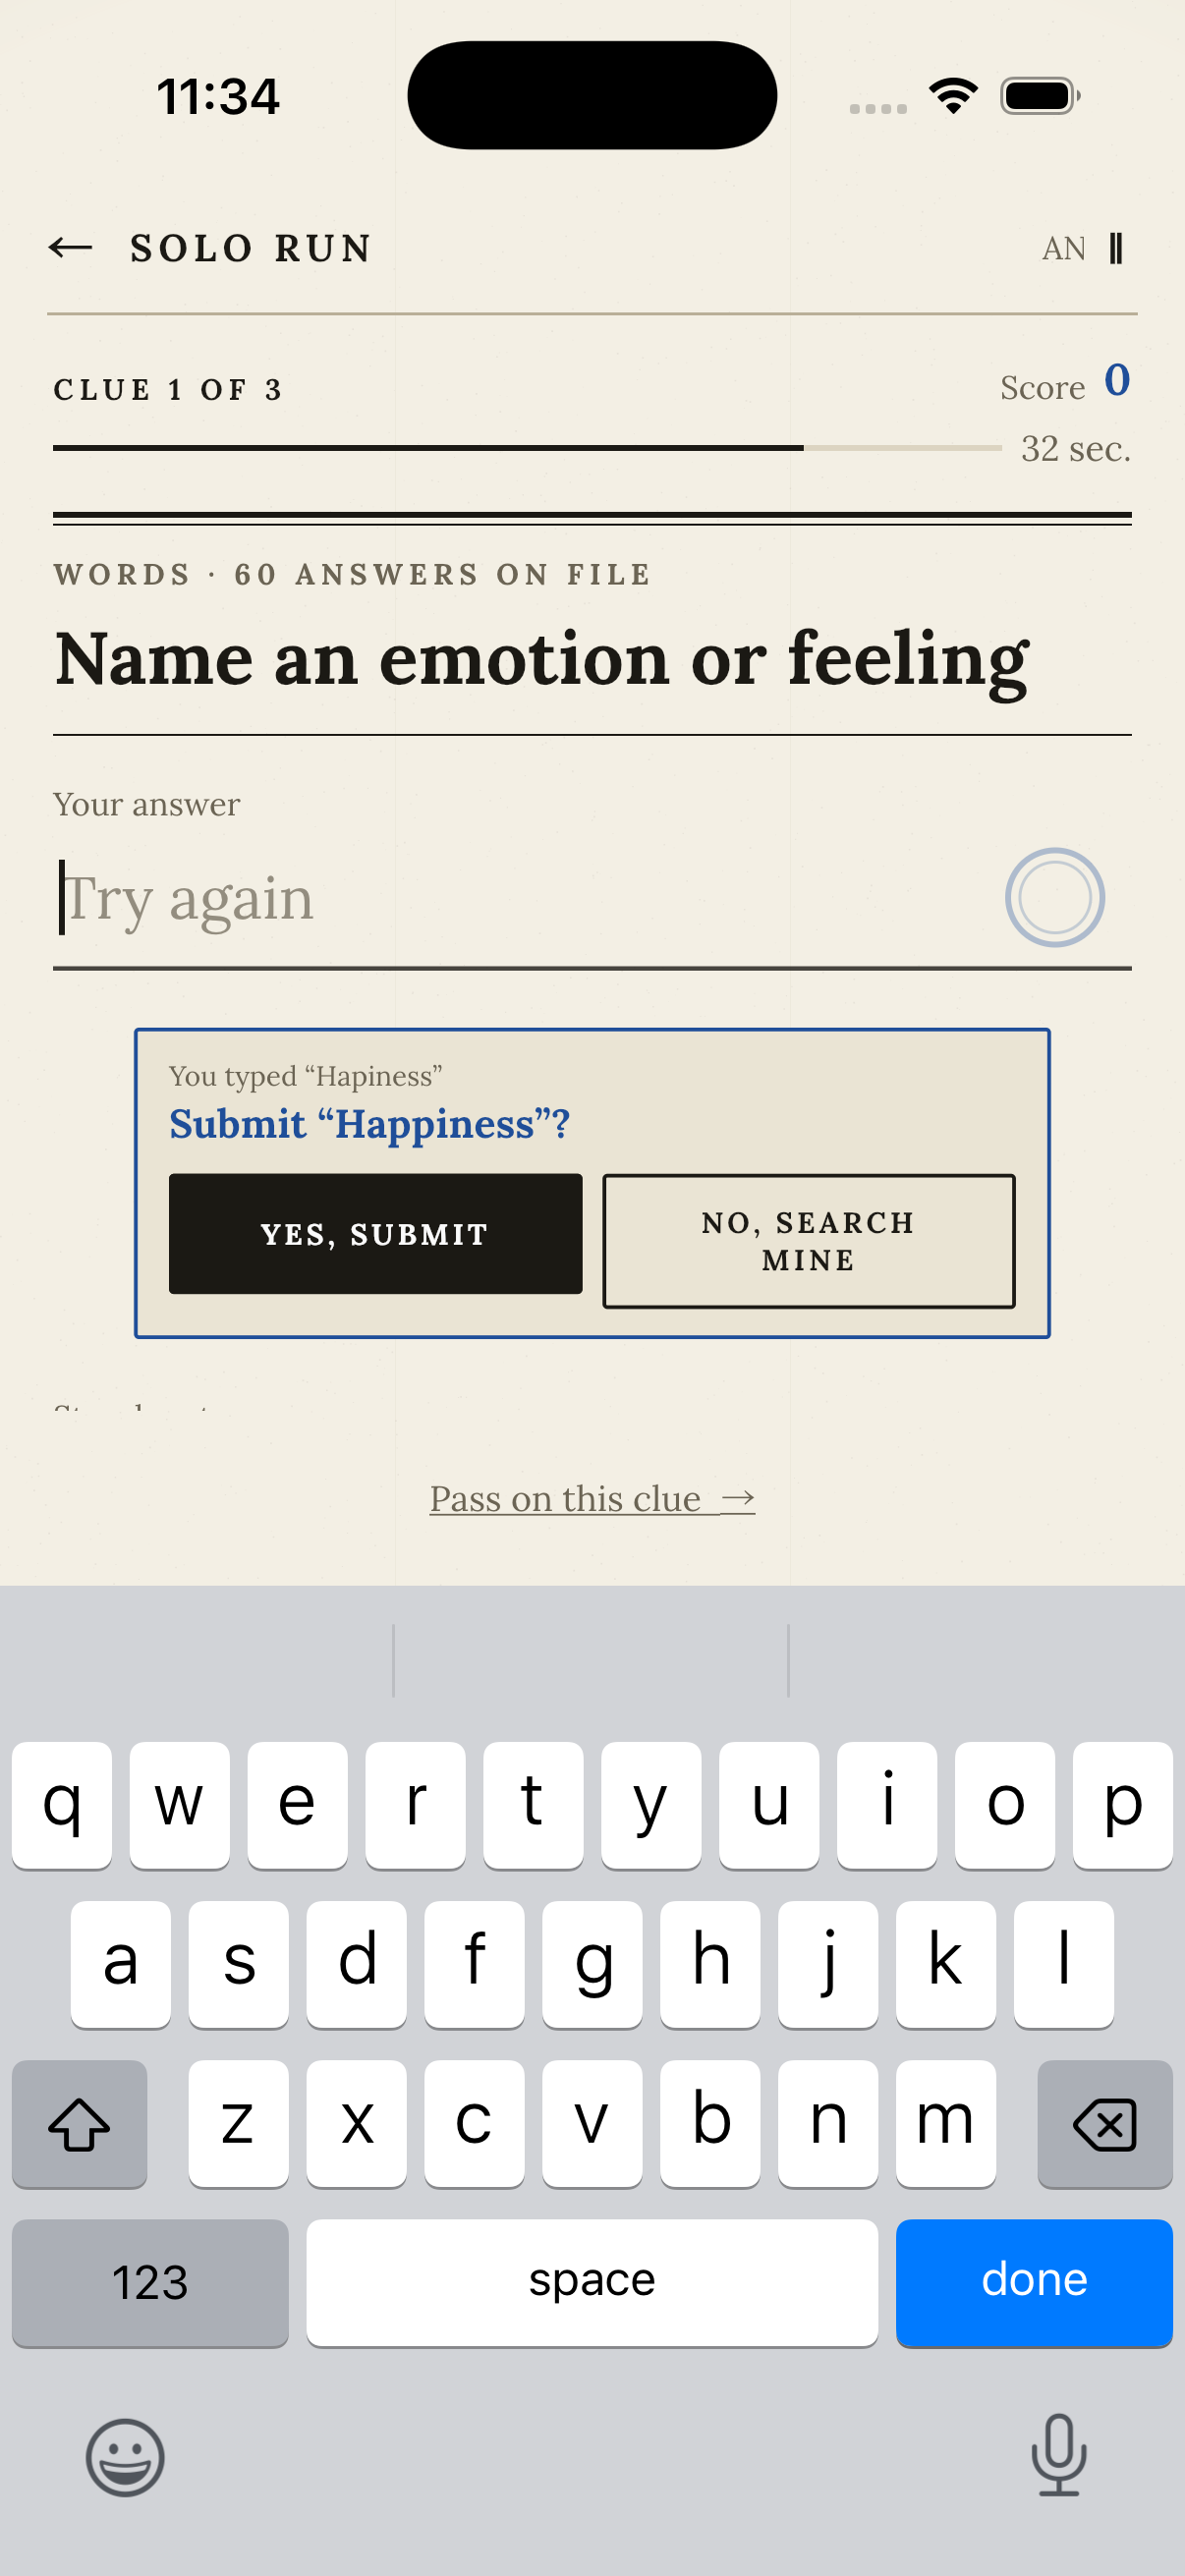 11:34
← SOLO RUN
AN
CLUE 1 OF 3
Score 0
32 sec.
WORDS · 60 ANSWERS ON FILE
Name an emotion or feeling
Your answer
Try again
You typed “Hapiness”
Submit “Happiness”?
YES, SUBMIT
NO, SEARCH
MINE
Pass on this clue →
q w e r t y u i o p
a s d f g h j k l
z x c v b n m
123
space
done